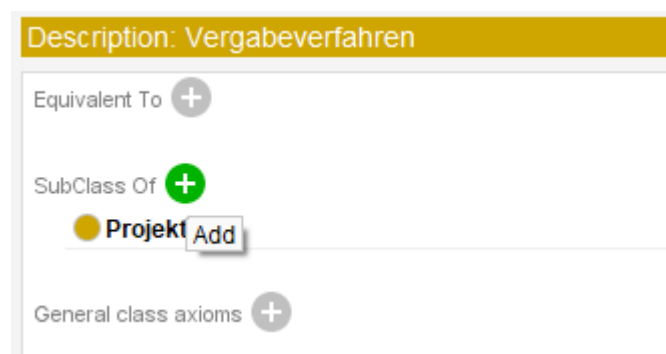 Description: Vergabeverfahren
Equivalent To
SubClass Of
Projekt
Add
General class axioms